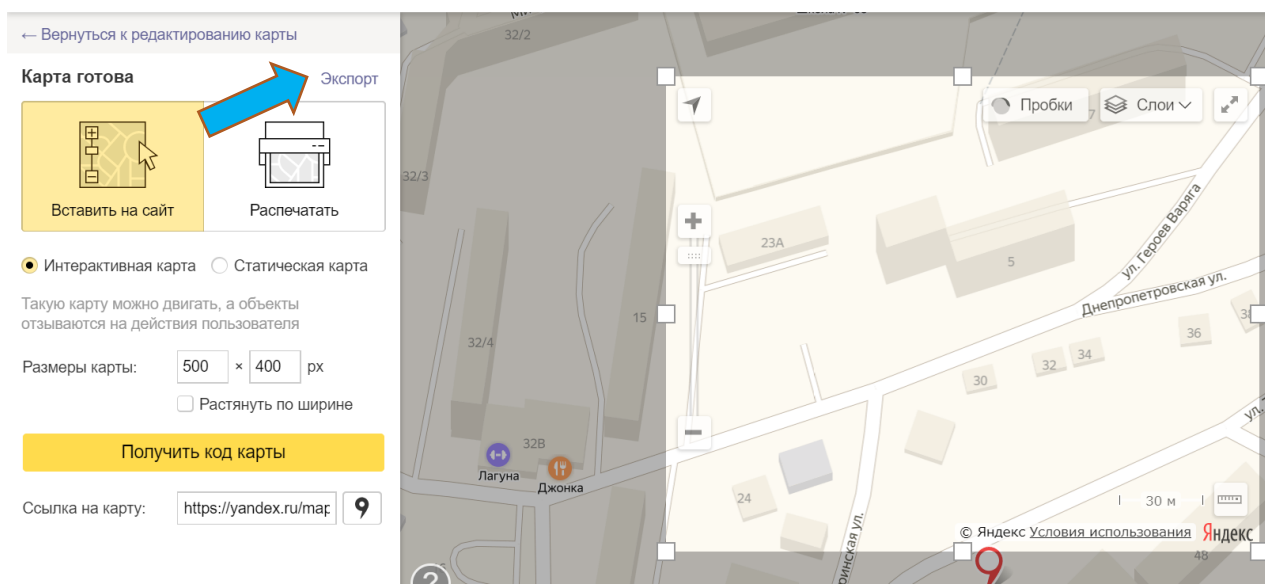 ← Вернуться к редактированию карты
Карта готова
Экспорт
Вставить на сайт
Распечатать
Интерактивная карта
Статическая карта
Такую карту можно двигать, а объекты
отзываются на действия пользователя
Размеры карты: 500 × 400 px
Растянуть по ширине
Получить код карты
Ссылка на карту: https://yandex.ru/map
32/2
Пробки
Слои
7
32/3
23А
5
ул. Героев Варяга
Днепропетровская ул.
15
32/4
36
34
32
30
32В
Лагуна
Джонка
24
30 м
© Яндекс Условия использования Яндекс
48
?